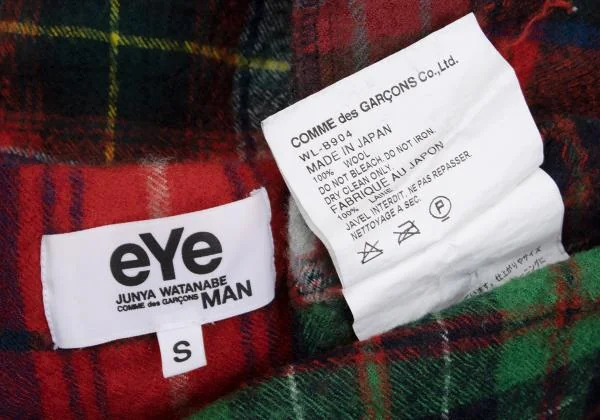 eYe
JUNYA WATANABE
COMME des GARÇONS MAN
S
COMME des GARÇONS Co., Ltd.
WL-B904
MADE IN JAPAN
100% WOOL
DO NOT BLEACH. DO NOT IRON.
DRY CLEAN ONLY.
FABRIQUE AU JAPON
100% LAINE
JAVEL INTERDIT. NE PAS REPASSER.
NETTOYAGE A SEC.
P